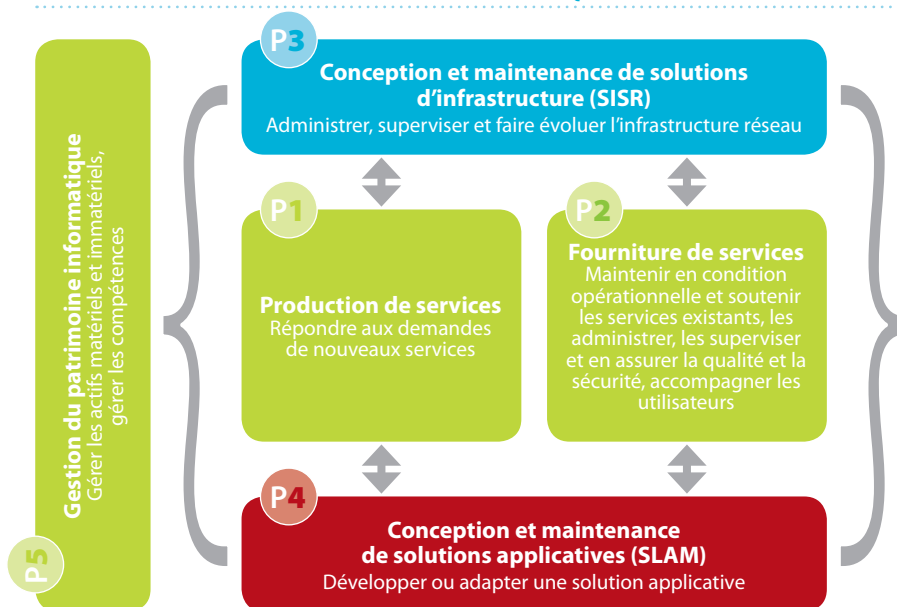 P3
Conception et maintenance de solutions
d'infrastructure (SISR)
Administrer, superviser et faire évoluer l'infrastructure réseau
P1
Production de services
Répondre aux demandes
de nouveaux services
P2
Fourniture de services
Maintenir en condition
opérationnelle et soutenir
les services existants, les
administrer, les superviser
et en assurer la qualité et la
sécurité, accompagner les
utilisateurs
P4
Conception et maintenance
de solutions applicatives (SLAM)
Développer ou adapter une solution applicative
P5
Gestion du patrimoine informatique
Gérer les actifs matériels et immatériels,
gérer les compétences